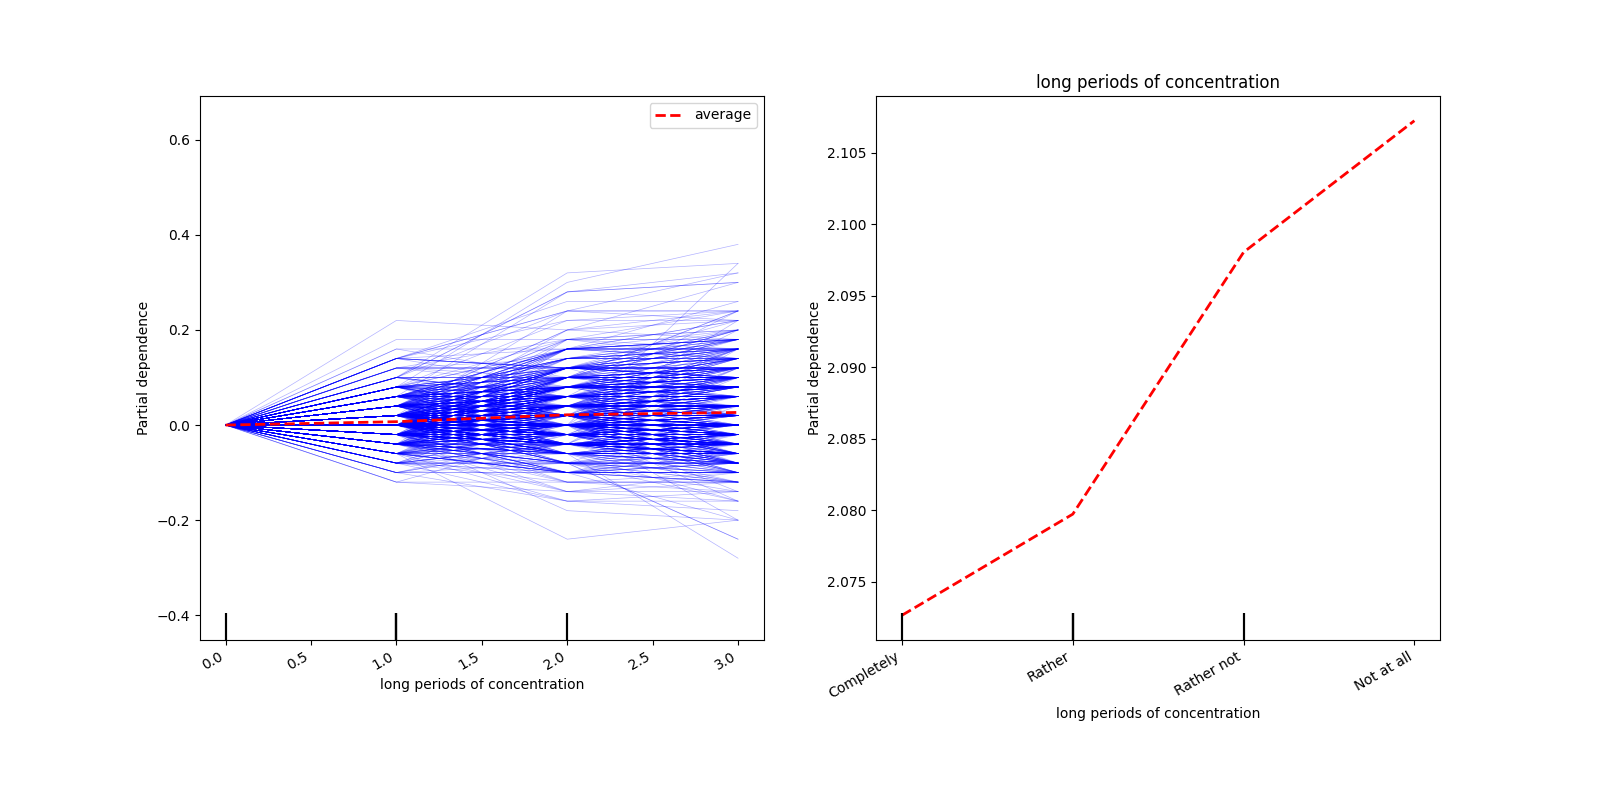 average
0.6
0.4
0.2
0.0
−0.2
−0.4
Partial dependence
0.0
0.5
1.0
1.5
2.0
2.5
3.0
long periods of concentration
long periods of concentration
2.105
2.100
2.095
2.090
2.085
2.080
2.075
Partial dependence
Completely
Rather
Rather not
Not at all
long periods of concentration